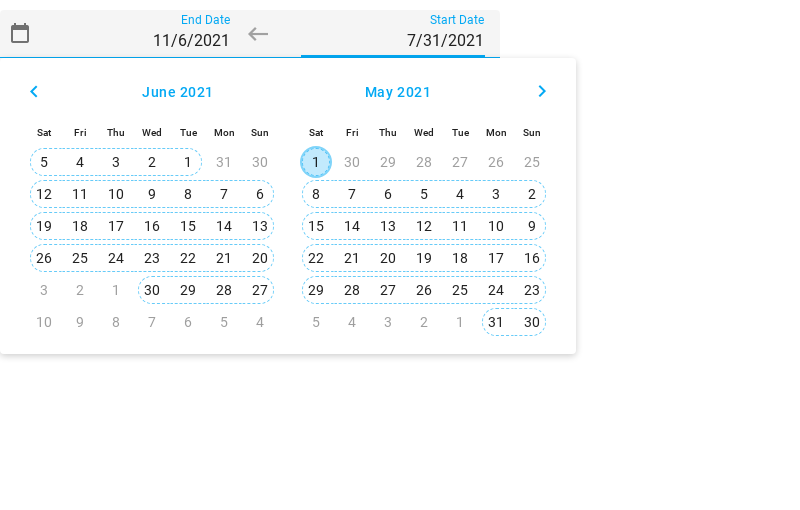 End Date Start Date
11/6/2021 7/31/2021
June 2021 May 2021
Sat Fri Thu Wed Tue Mon Sun Sat Fri Thu Wed Tue Mon Sun
5 4 3 2 1 31 30 1 30 29 28 27 26 25
12 11 10 9 8 7 6 8 7 6 5 4 3 2
19 18 17 16 15 14 13 15 14 13 12 11 10 9
26 25 24 23 22 21 20 22 21 20 19 18 17 16
3 2 1 30 29 28 27 29 28 27 26 25 24 23
10 9 8 7 6 5 4 5 4 3 2 1 31 30